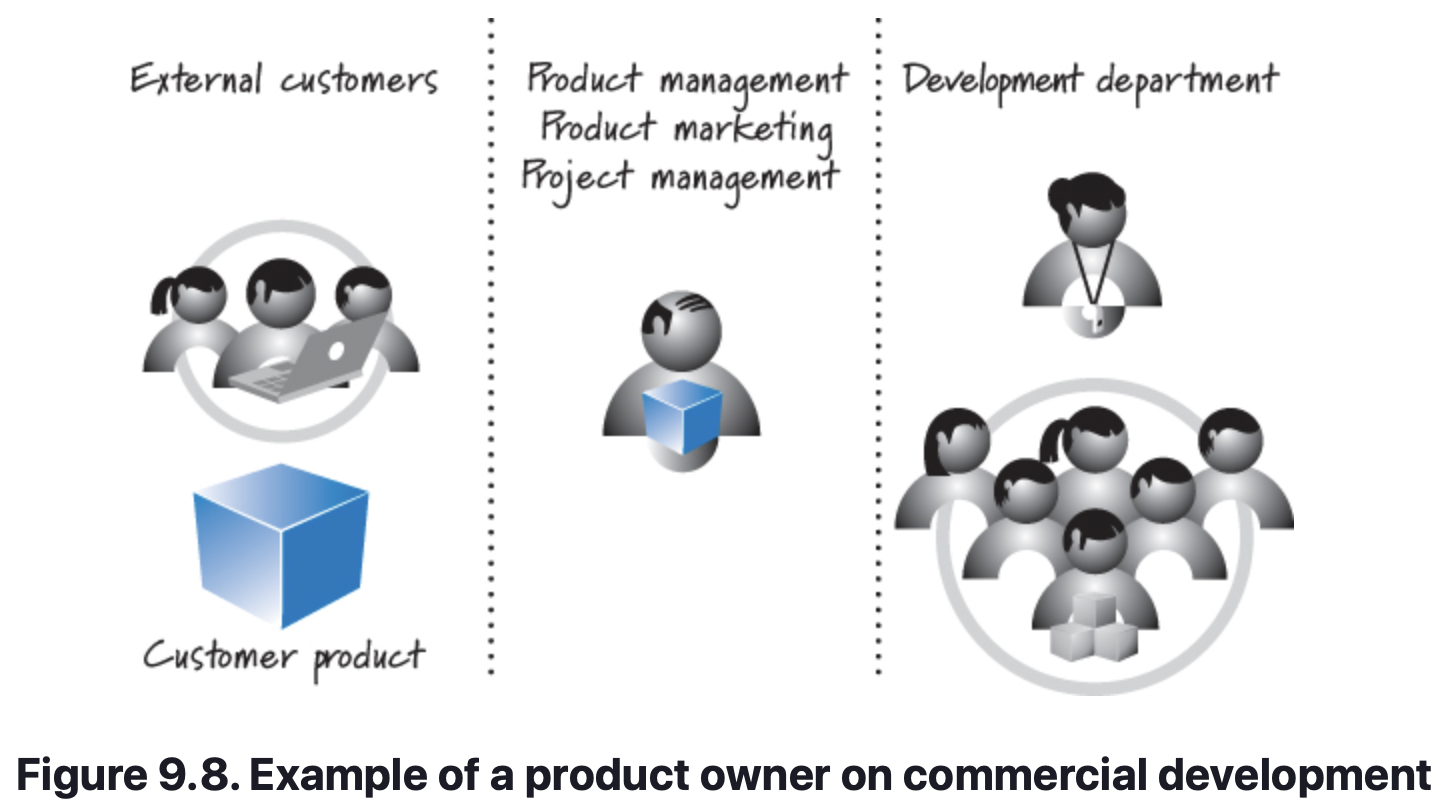 External customers
Product management
Product marketing
Project management
Development department
Customer product
Figure 9.8. Example of a product owner on commercial development